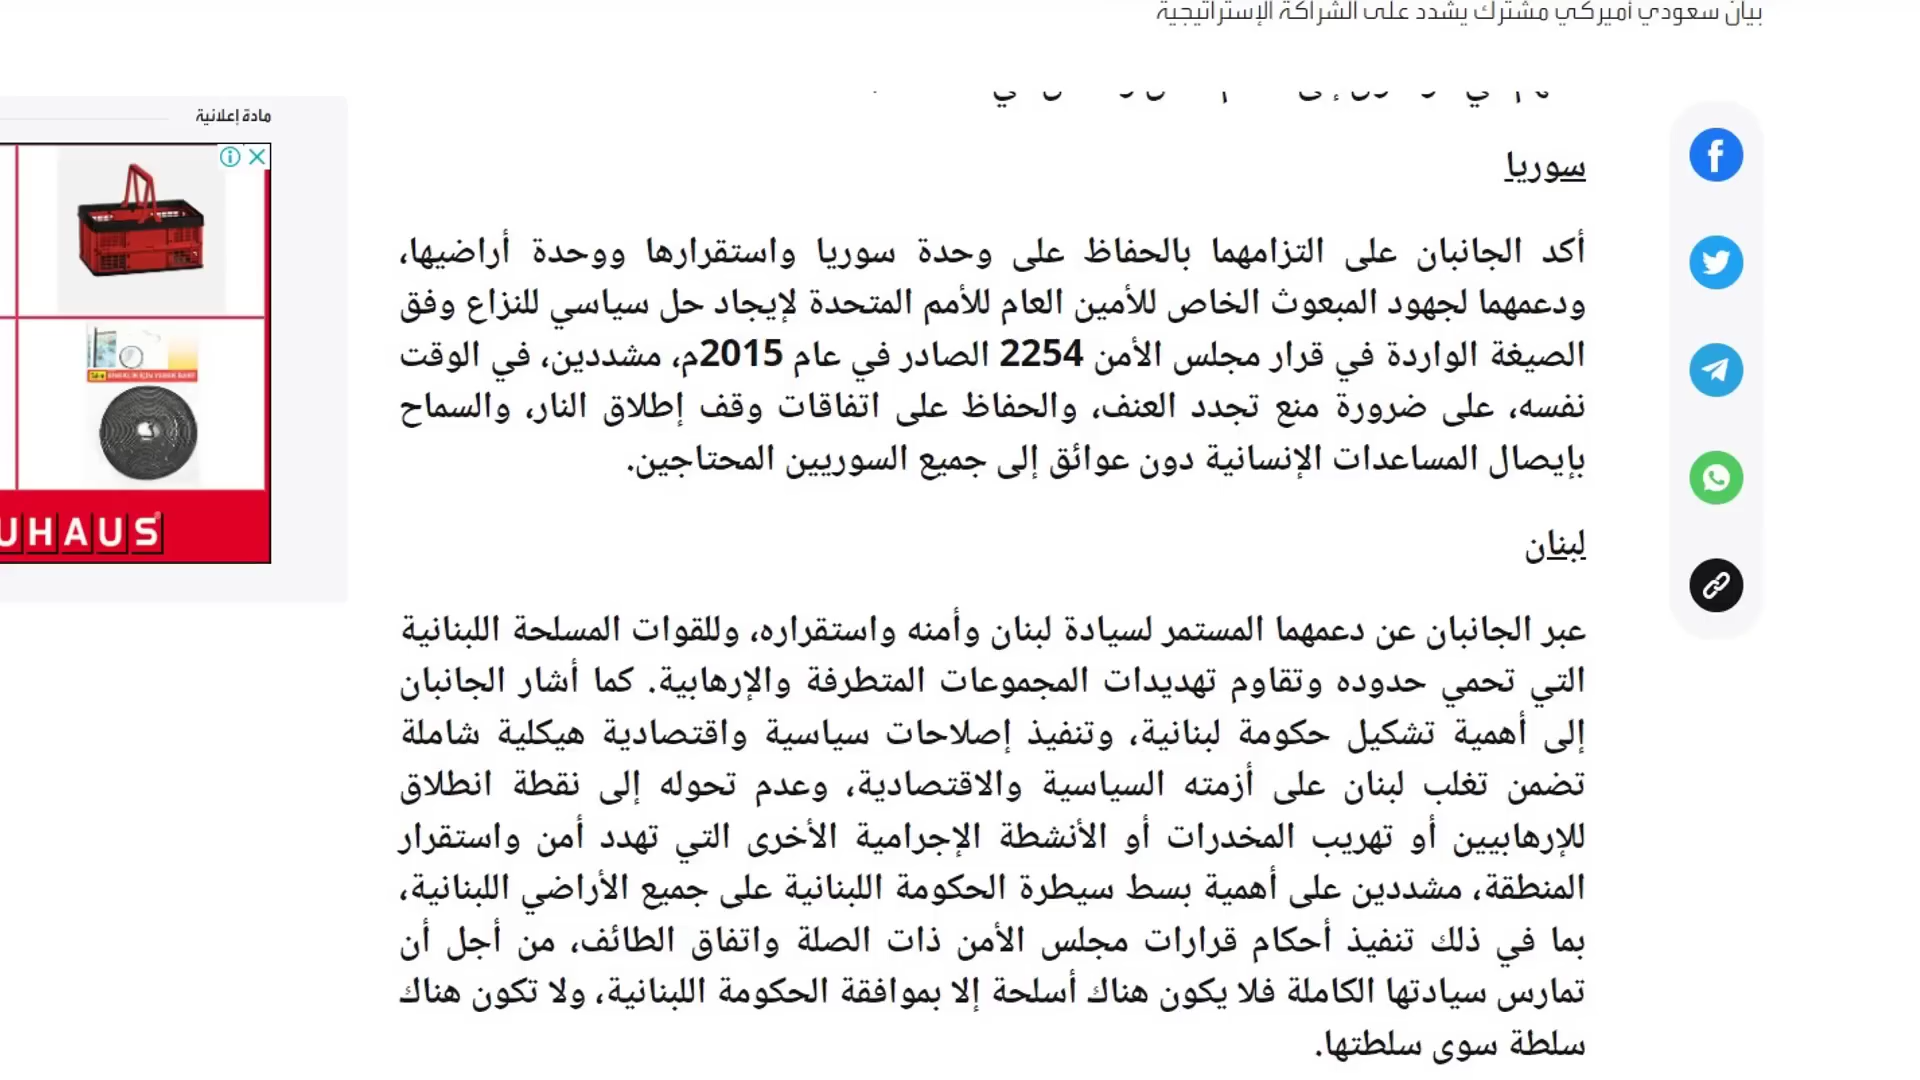 بيان سعودي أميركي مشترك يشدد على الشراكة الإستراتيجية
سوريا
أكد الجانبان على التزامهما بالحفاظ على وحدة سوريا واستقرارها ووحدة أراضيها،
ودعمهما لجهود المبعوث الخاص للأمين العام للأمم المتحدة لإيجاد حل سياسي للنزاع وفق
الصيغة الواردة في قرار مجلس الأمن 2254 الصادر في عام 2015م، مشددين، في الوقت
نفسه، على ضرورة منع تجدد العنف، والحفاظ على اتفاقات وقف إطلاق النار، والسماح
بإيصال المساعدات الإنسانية دون عوائق إلى جميع السوريين المحتاجين.
لبنان
عبر الجانبان عن دعمهما المستمر لسيادة لبنان وأمنه واستقراره، وللقوات المسلحة اللبنانية
التي تحمي حدوده وتقاوم تهديدات المجموعات المتطرفة والإرهابية. كما أشار الجانبان
إلى أهمية تشكيل حكومة لبنانية، وتنفيذ إصلاحات سياسية واقتصادية هيكلية شاملة
تضمن تغلب لبنان على أزمته السياسية والاقتصادية، وعدم تحوله إلى نقطة انطلاق
للإرهابيين أو تهريب المخدرات أو الأنشطة الإجرامية الأخرى التي تهدد أمن واستقرار
المنطقة، مشددين على أهمية بسط سيطرة الحكومة اللبنانية على جميع الأراضي اللبنانية،
بما في ذلك تنفيذ أحكام قرارات مجلس الأمن ذات الصلة واتفاق الطائف، من أجل أن
تمارس سيادتها الكاملة فلا يكون هناك أسلحة إلا بموافقة الحكومة اللبنانية، ولا تكون هناك
سلطة سوى سلطتها.
مادة إعلانية
UHAUS